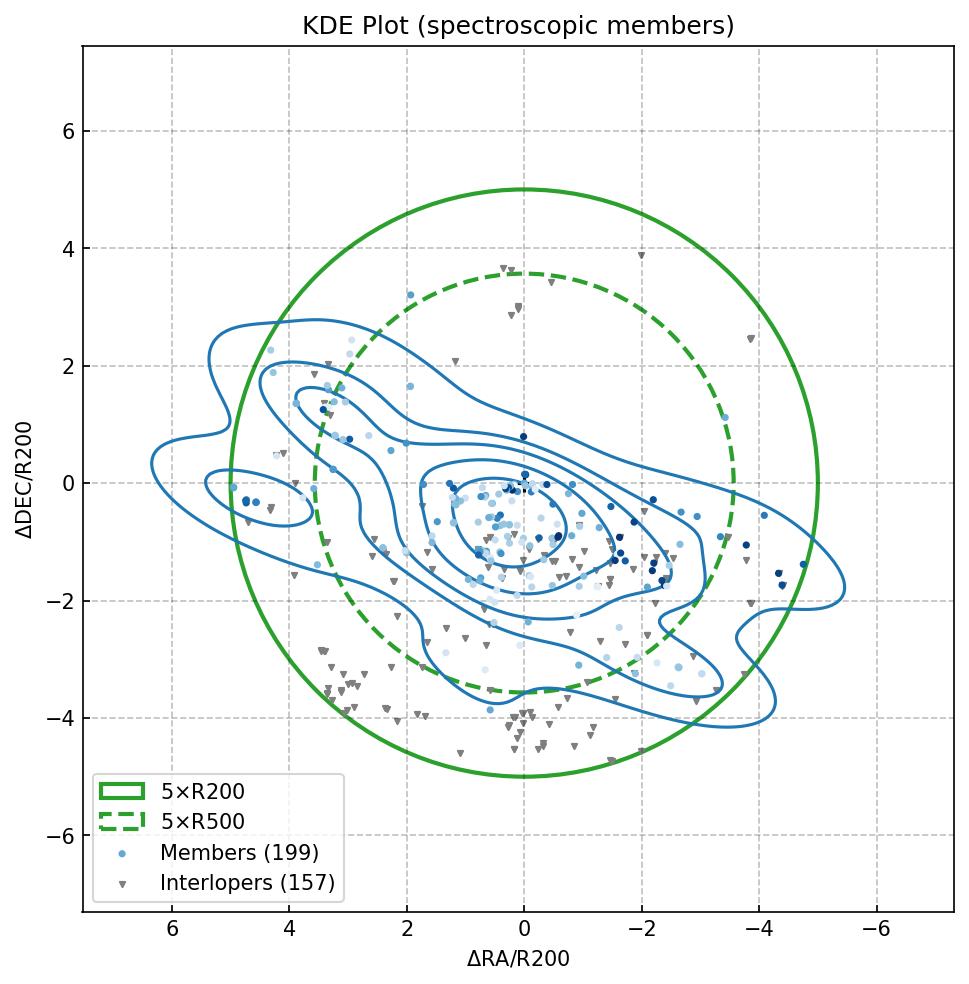 KDE Plot (spectroscopic members)
ΔDEC/R200
6
4
2
0
−2
−4
−6
5×R200
5×R500
Members (199)
Interlopers (157)
6
4
2
0
−2
−4
−6
ΔRA/R200